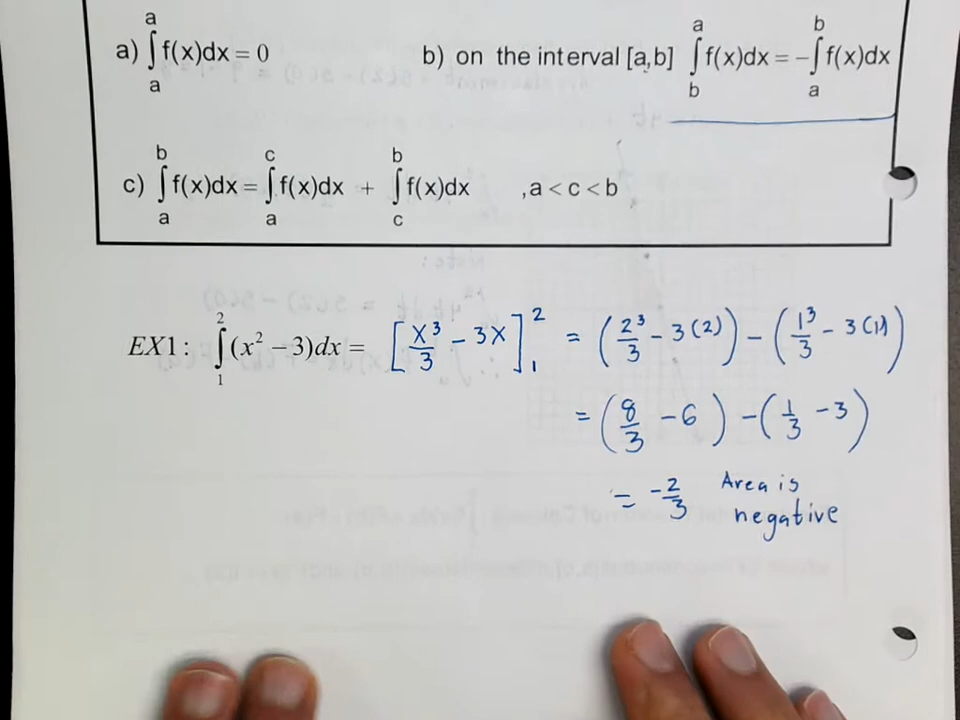 a) ∫ₐᵃ f(x)dx = 0 b) on the interval [a,b] ∫_b^a f(x)dx = -∫_a^b f(x)dx
c) ∫_a^b f(x)dx = ∫_a^c f(x)dx + ∫_c^b f(x)dx , a < c < b
EX1: ∫_1^2 (x² - 3)dx = [x³/3 - 3x]_1^2 = (2³/3 - 3(2)) - (1³/3 - 3(1))
= (8/3 - 6) - (1/3 - 3)
= -2/3 Area is
negative